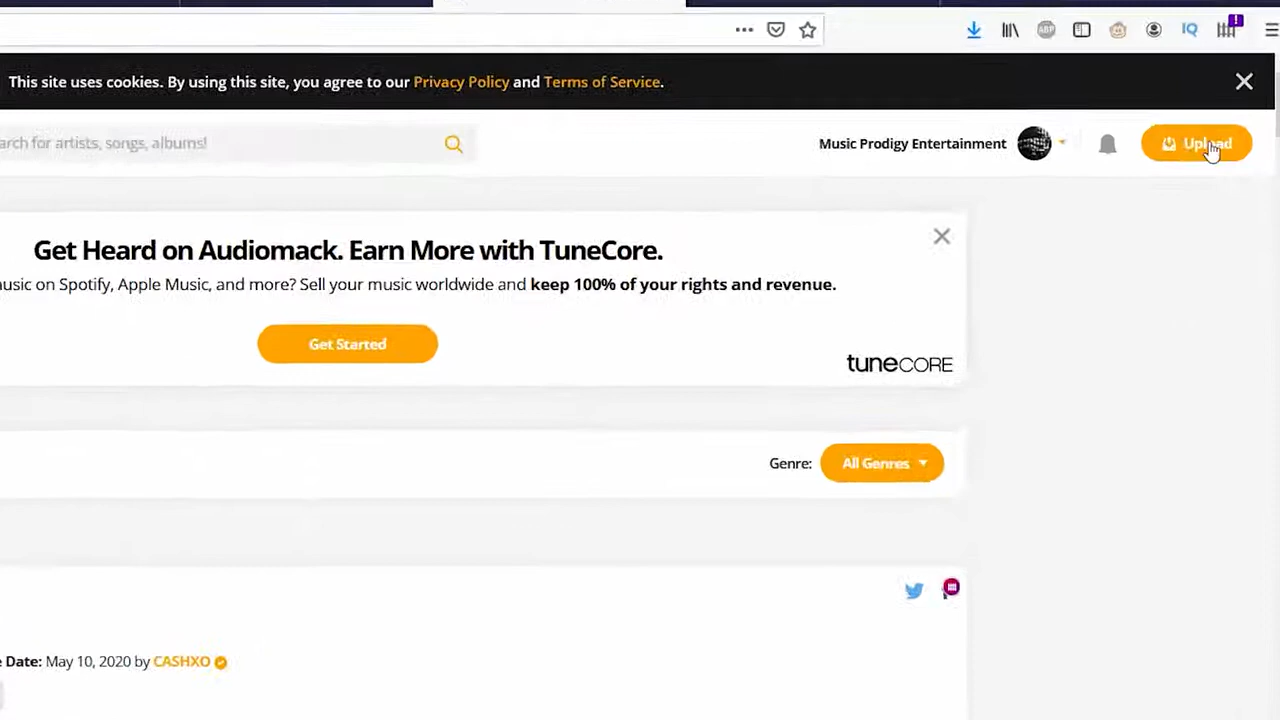 This site uses cookies. By using this site, you agree to our Privacy Policy and Terms of Service.
arch for artists, songs, albums!
Music Prodigy Entertainment
Upload
Get Heard on Audiomack. Earn More with TuneCore.
usic on Spotify, Apple Music, and more? Sell your music worldwide and keep 100% of your rights and revenue.
Get Started
tunecORE
Genre: All Genres
e Date: May 10, 2020 by CASHXO
ABP
IQ